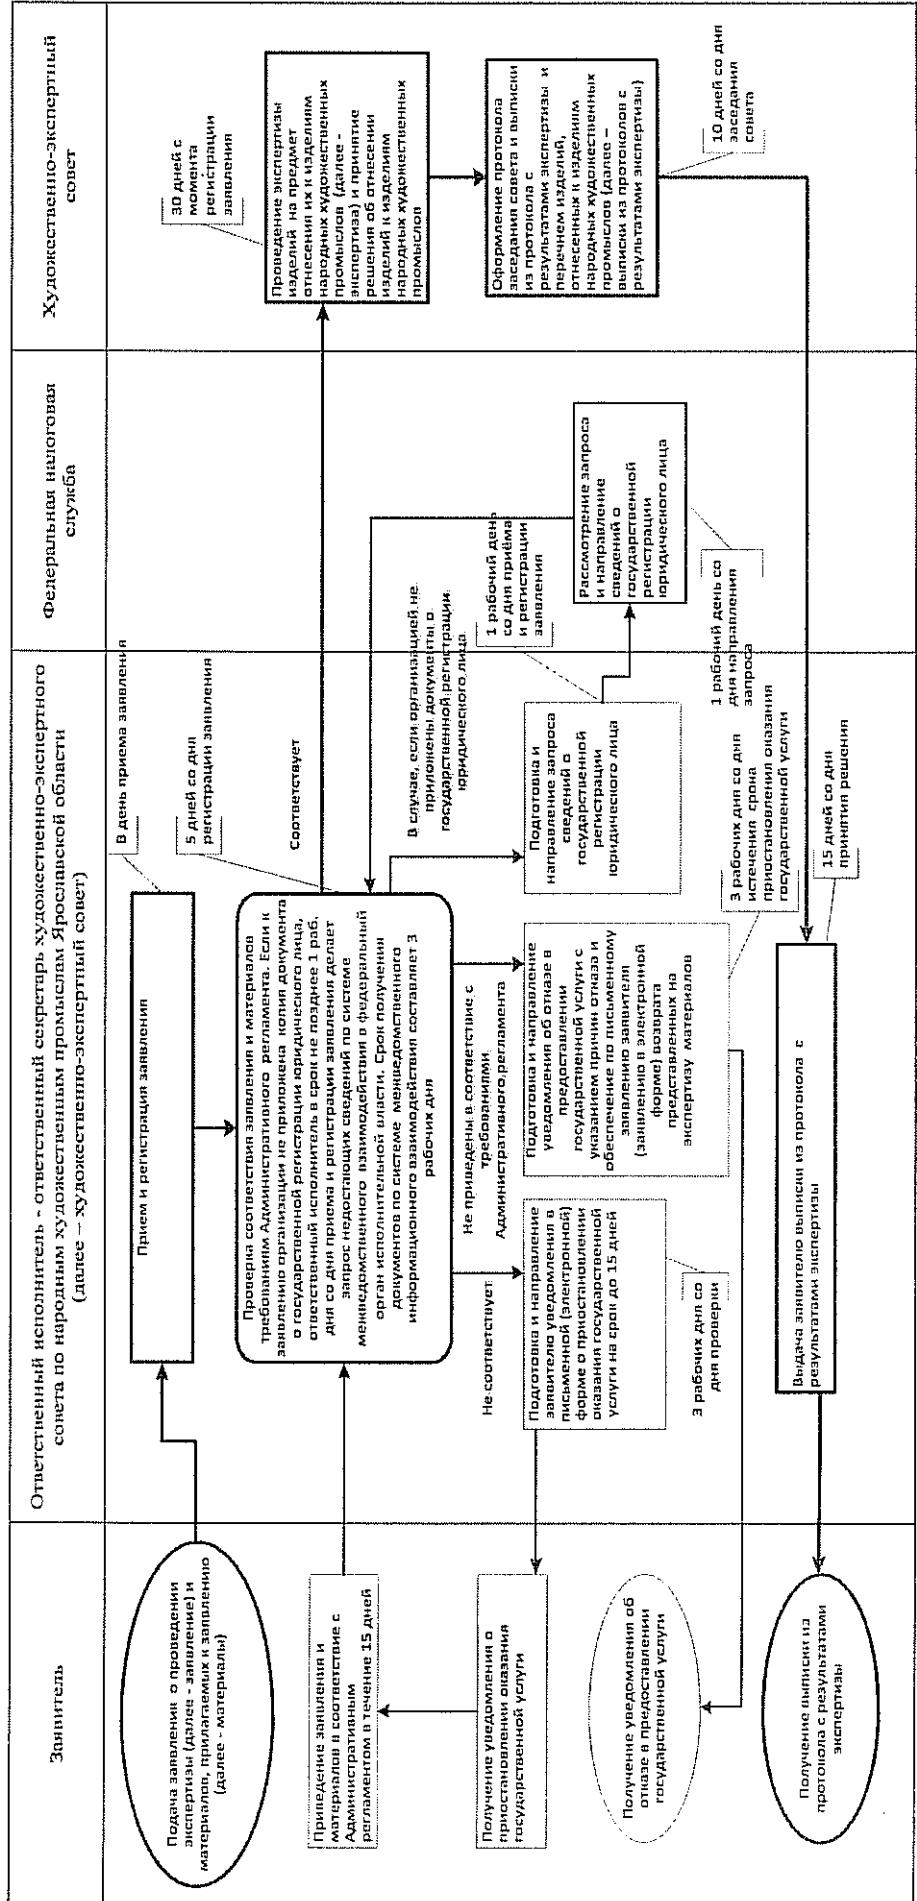 Заявитель
Ответственный исполнитель - ответственный секретарь художественно-экспертного
совета по народным художественным промыслам Ярославской области
(далее – художественно-экспертный совет)
Федеральная налоговая
служба
Художественно-экспертный
совет
Подача заявления о проведении
экспертизы (далее - заявление) и
материалов, прилагаемых к заявлению
(далее - материалы)
Прием и регистрация заявления
В день приема заявления
Проверка соответствия заявления и материалов
требованиям Административного регламента. Если к
заявлению организации не приложена копия документа
о государственной регистрации юридического лица,
ответственный исполнитель в срок не позднее 1 раб.
дня со дня приема и регистрации заявления делает
запрос недостающих сведений по системе
межведомственного взаимодействия в федеральный
орган исполнительной власти. Срок получения
документов по системе межведомственного
информационного взаимодействия составляет 3
рабочих дня
5 дней со дня
регистрации заявления
Соответствует
30 дней с
момента
регистрации
заявления
Проведение экспертизы
изделий на предмет
отнесения их к изделиям
народных художественных
промыслов (далее -
экспертиза) и принятие
решения об отнесении
изделий к изделиям
народных художественных
промыслов
Приведение заявления и
материалов в соответствие с
Административным
регламентом в течение 15 дней
В случае, если организацией не
приложены документы о
государственной регистрации
юридического лица.
1 рабочий день
со дня приёма
и регистрации
заявления
Не соответствует
Не приведены в соответствие с
требованиями
Административного регламента
Получение уведомления о
приостановлении оказания
государственной услуги
Подготовка и направление
заявителю уведомления в
письменной (электронной)
форме о приостановлении
оказания государственной
услуги на срок до 15 дней
3 рабочих дня со
дня проверки
Подготовка и направление
уведомления об отказе в
предоставлении
государственной услуги с
указанием причин отказа и
обеспечение по письменному
заявлению заявителя
(заявлению в электронной
форме) возврата
представленных на
экспертизу материалов
3 рабочих дня со дня
истечения срока
приостановления оказания
государственной услуги
Подготовка и
направление запроса
сведений о
государственной
регистрации
юридического лица
Рассмотрение запроса
и направление
сведений о
государственной
регистрации
юридического лица
1 рабочий день со
дня направления
запроса
Оформление протокола
заседания совета и выписки
из протокола с
результатами экспертизы и
перечнем изделий,
отнесенных к изделиям
народных художественных
промыслов (далее –
выписки из протоколов с
результатами экспертизы)
10 дней со дня
заседания
совета
Получение уведомления об
отказе в предоставлении
государственной услуги
Получение выписки из
протокола с результатами
экспертизы
Выдача заявителю выписки из протокола с
результатами экспертизы
15 дней со дня
принятия решения